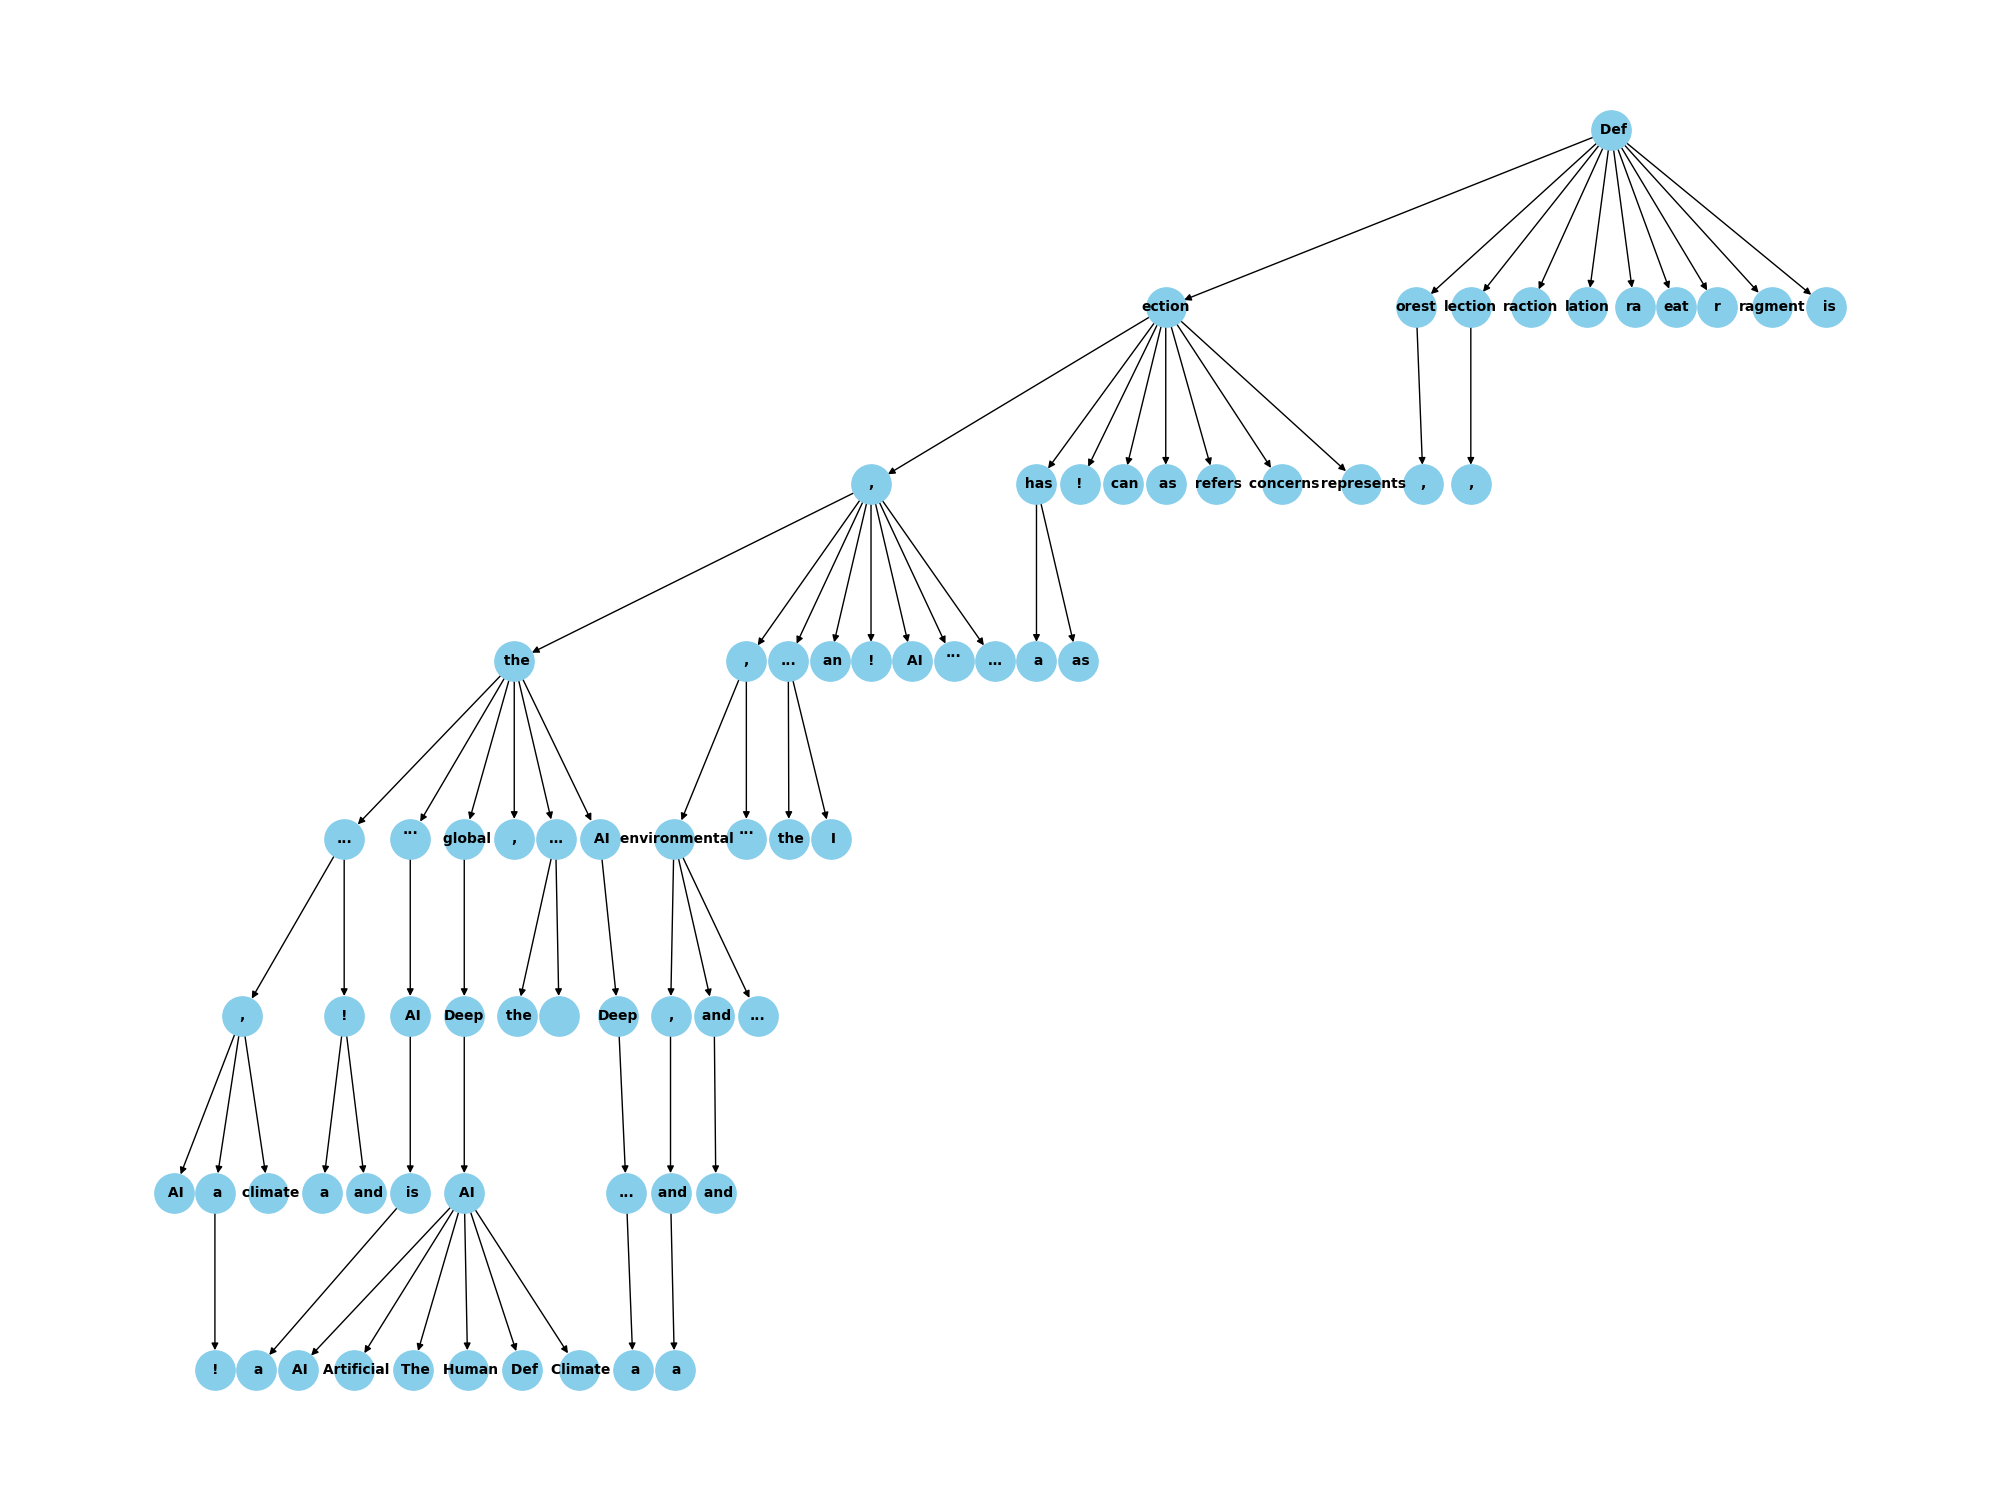 Def
ection orest lection raction lation ra eat r ragment is
, has ! can as refers concerns represents , ,
the , ... an ! AI ... ... a as
... ... global , ... AI environmental ... the I
, ! AI Deep the Deep , and ...
AI a climate a and is AI ... and and
! a AI Artificial The Human Def Climate a a